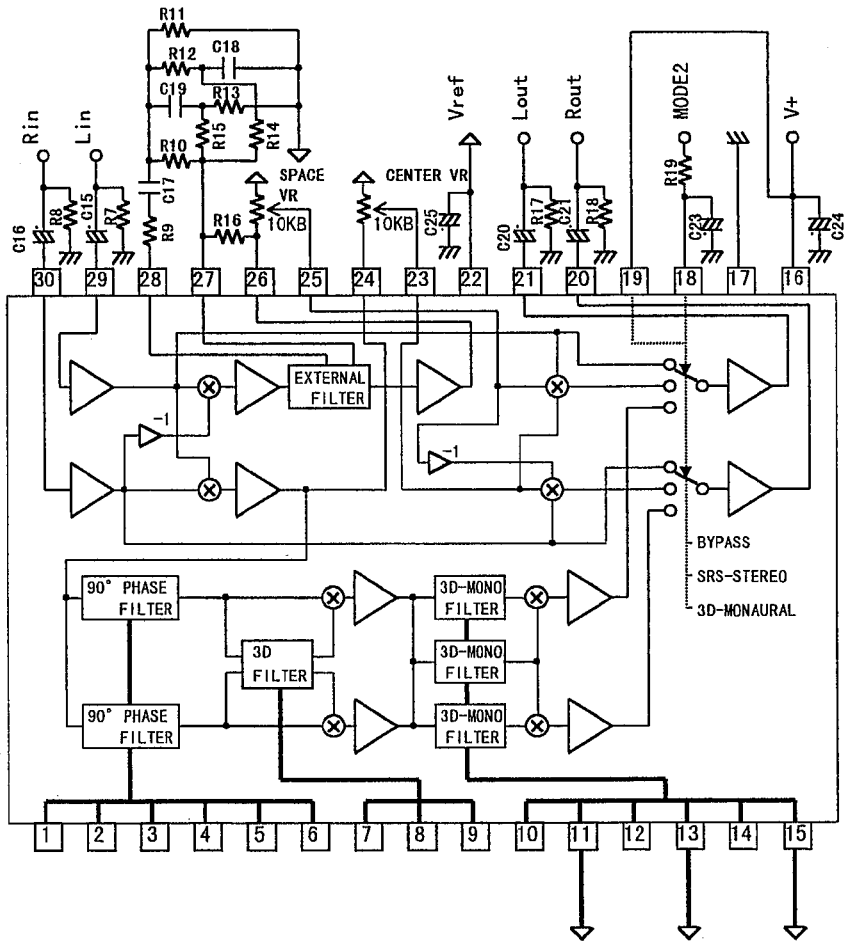 R11
R12
C18
C19
R13
R15
R14
R10
Rin
Lin
C17
SPACE
VR
10KB
CENTER VR
10KB
Vref
Lout
Rout
MODE2
V+
C16
R8
C15
R7
R9
R16
C25
C20
R17
C21
R18
R19
C23
C24
30
29
28
27
26
25
24
23
22
21
20
19
18
17
16
EXTERNAL
FILTER
-1
-1
BYPASS
SRS-STEREO
3D-MONAURAL
90° PHASE
FILTER
3D-MONO
FILTER
3D
FILTER
3D-MONO
FILTER
90° PHASE
FILTER
3D-MONO
FILTER
1
2
3
4
5
6
7
8
9
10
11
12
13
14
15